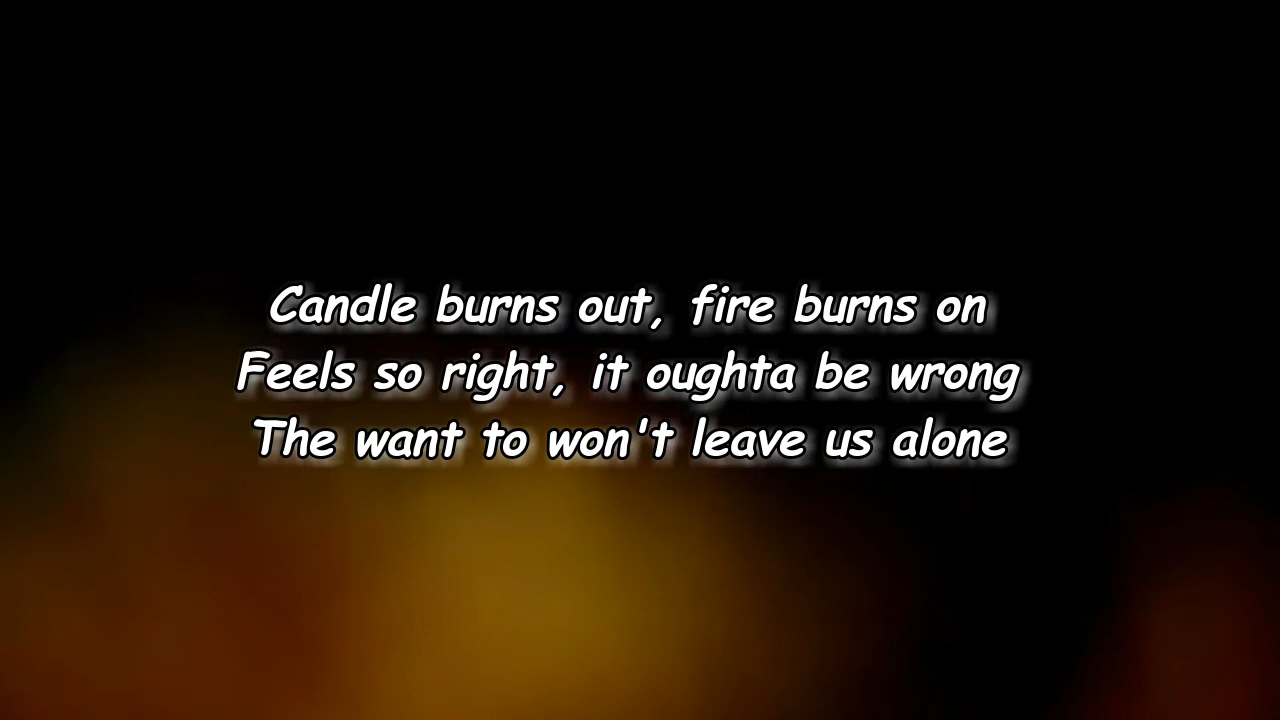 Candle burns out, fire burns on
Feels so right, it oughta be wrong
The want to won't leave us alone